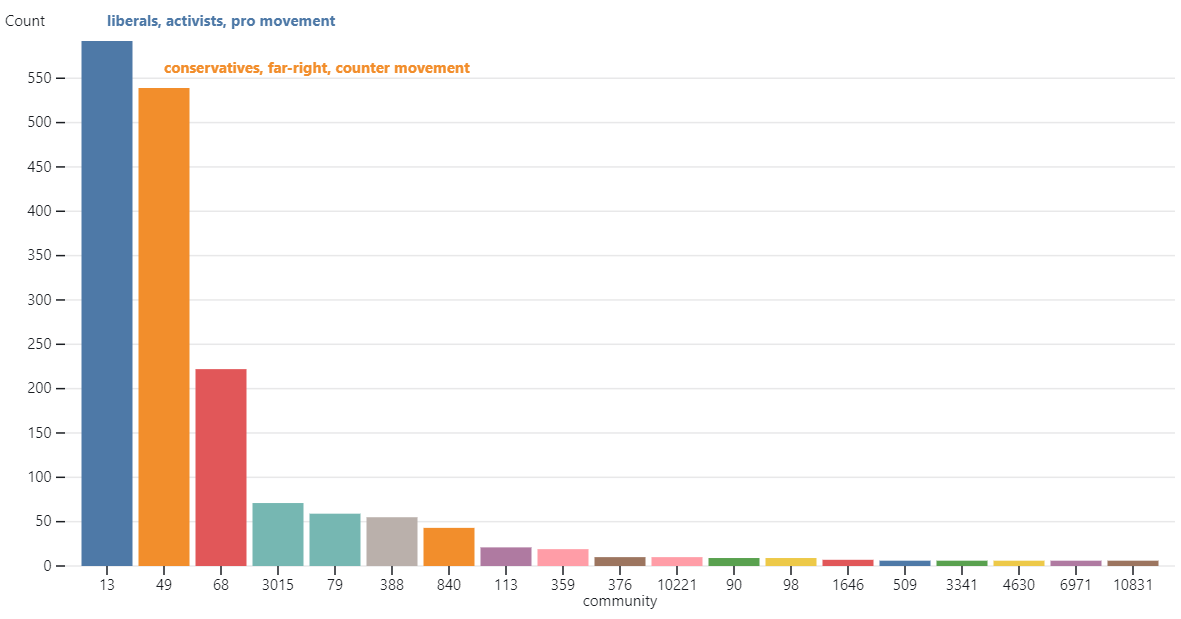 Count
liberals, activists, pro movement
conservatives, far-right, counter movement
550
500
450
400
350
300
250
200
150
100
50
0
13 49 68 3015 79 388 840 113 359 376 10221 90 98 1646 509 3341 4630 6971 10831
community